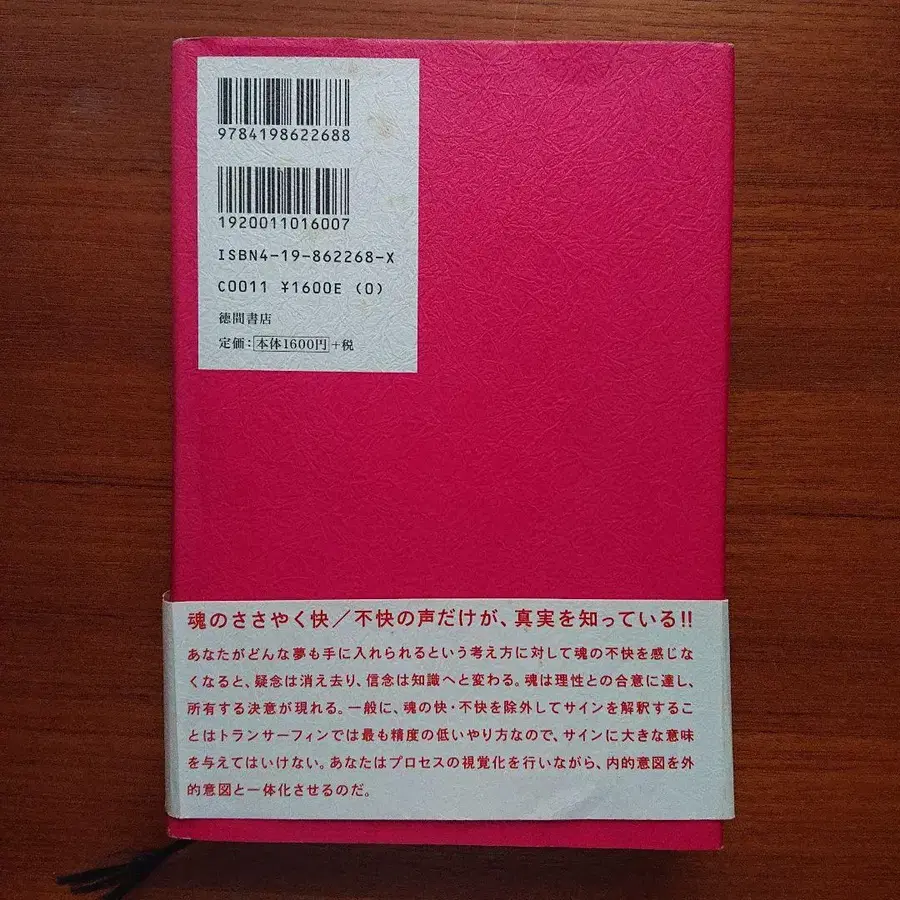 9784198622688
1920011016007
ISBN4-19-862268-X
C0011 ¥1600E (0)
徳間書店
定価：本体1600円+税
魂のささやく快／不快の声だけが、真実を知っている!!
あなたがどんな夢も手に入れられるという考え方に対して魂の不快を感じな
くなると、疑念は消え去り、信念は知識へと変わる。魂は理性との合意に達し、
所有する決意が現れる。一般に、魂の快・不快を除外してサインを解釈するこ
とはトランサーフィンでは最も精度の低いやり方なので、サインに大きな意味
を与えてはいけない。あなたはプロセスの視覚化を行いながら、内的意図を外
的意図と一体化させるのだ。